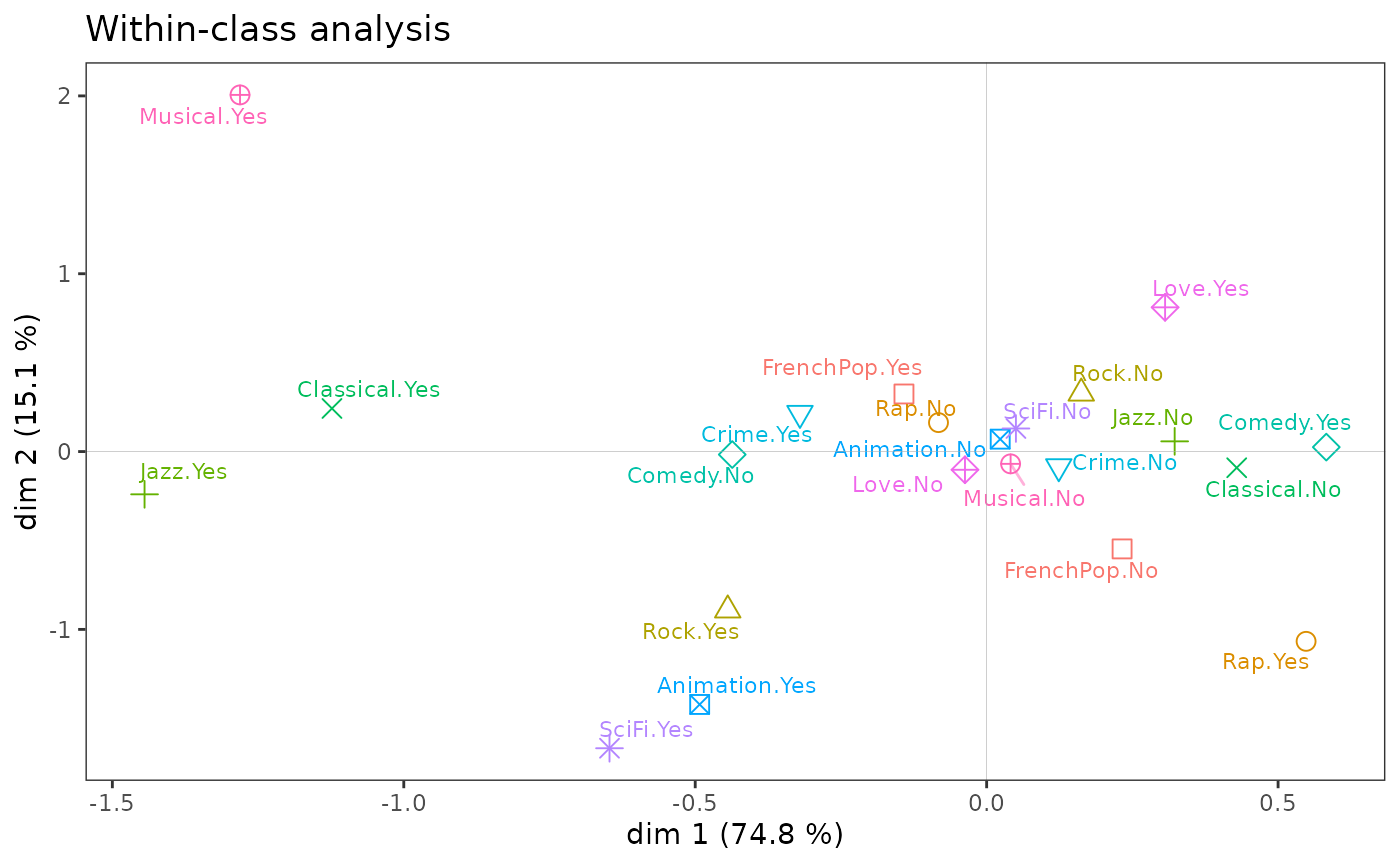 Within-class analysis
2
Musical.Yes
1
Love.Yes
FrenchPop.Yes
Rock.No
Classical.Yes
Rap.No
SciFi.No
Jazz.No
Comedy.Yes
Crime.Yes
Animation.No
0
Jazz.Yes
Comedy.No
Love.No
Crime.No
Musical.No
Classical.No
FrenchPop.No
-1
Rock.Yes
Rap.Yes
Animation.Yes
SciFi.Yes
dim 2 (15.1 %)
-1.5 -1.0 -0.5 0.0 0.5
dim 1 (74.8 %)